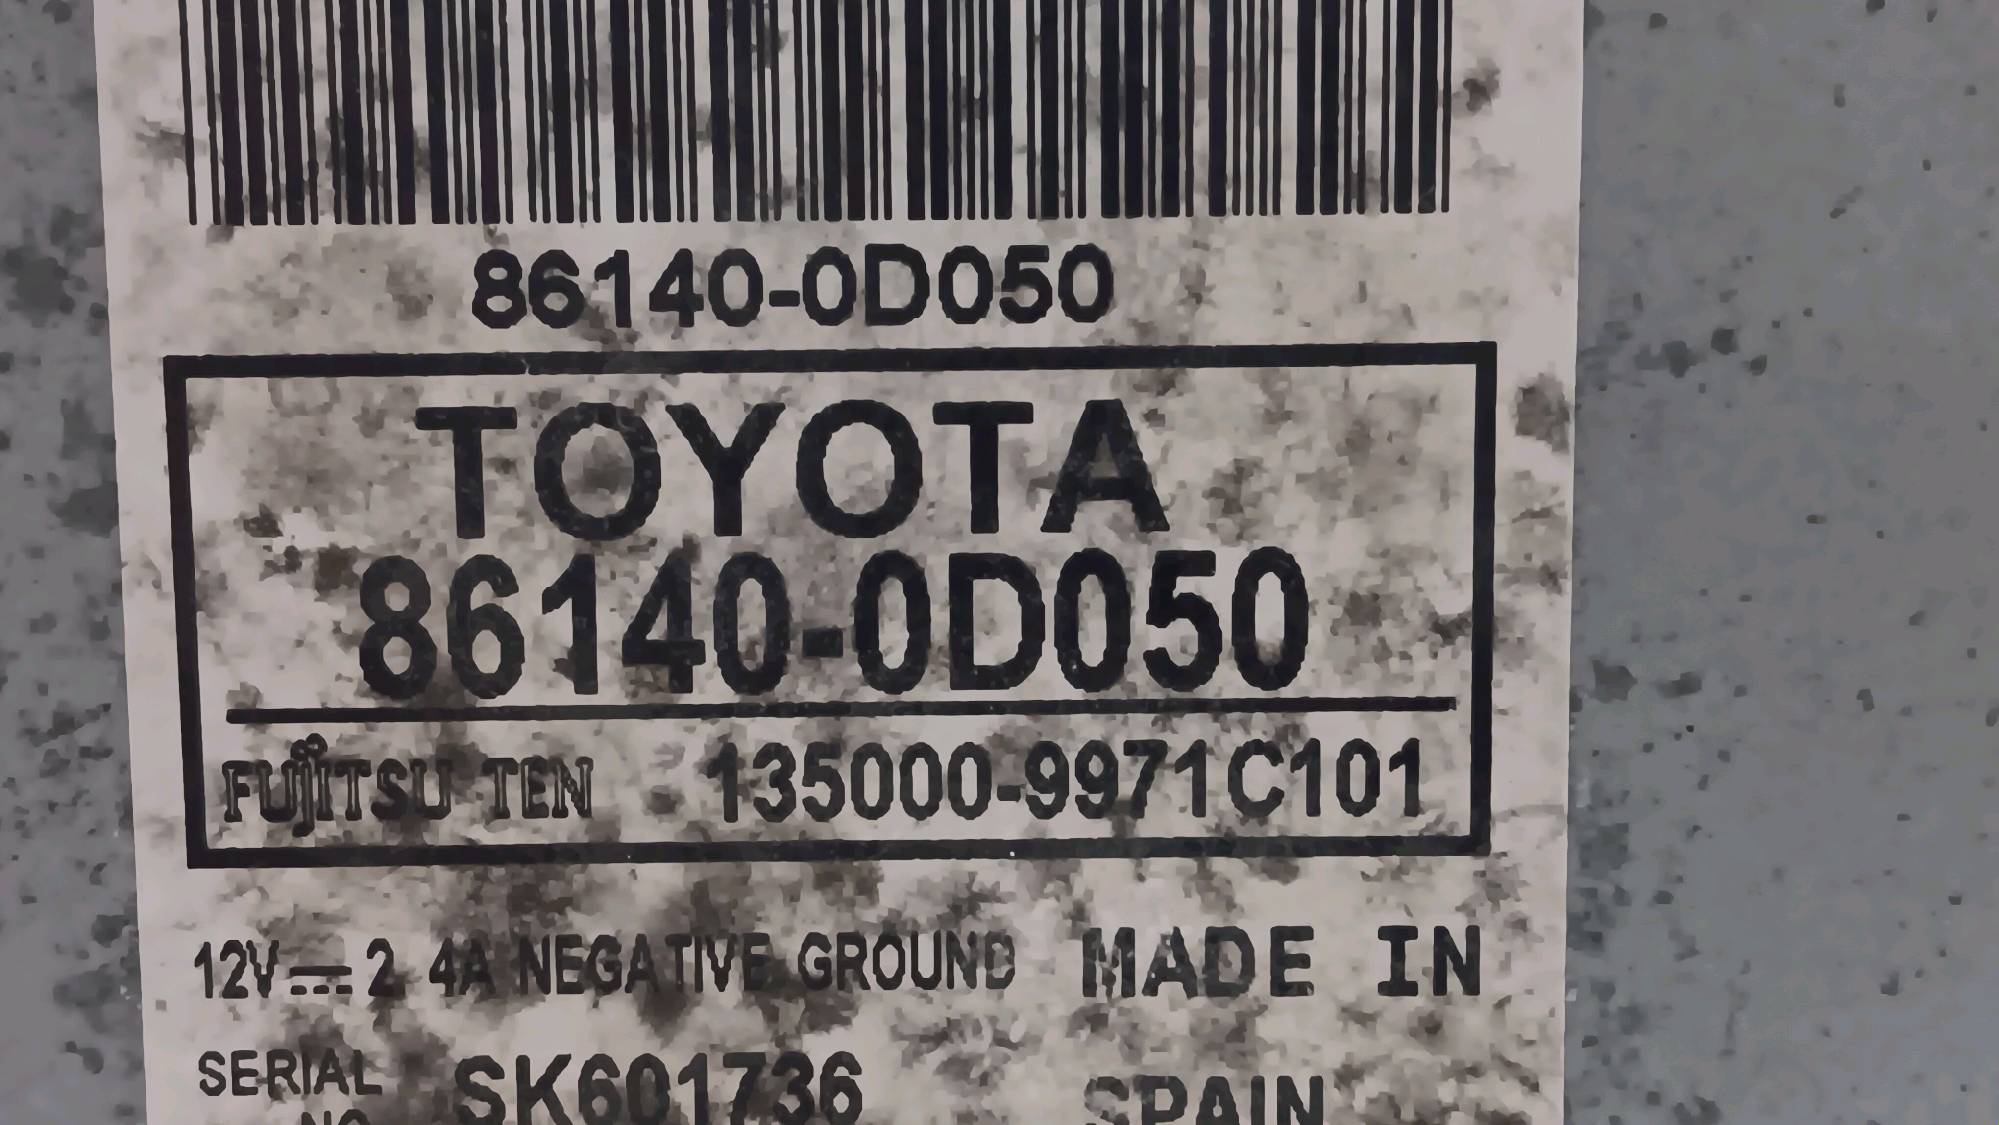 86140-0D050
TOYOTA
86140-0D050
FUJITSU TEN 135000-9971C101
12V⎓2.4A NEGATIVE GROUND MADE IN
SERIAL SK601736 SPAIN
NO